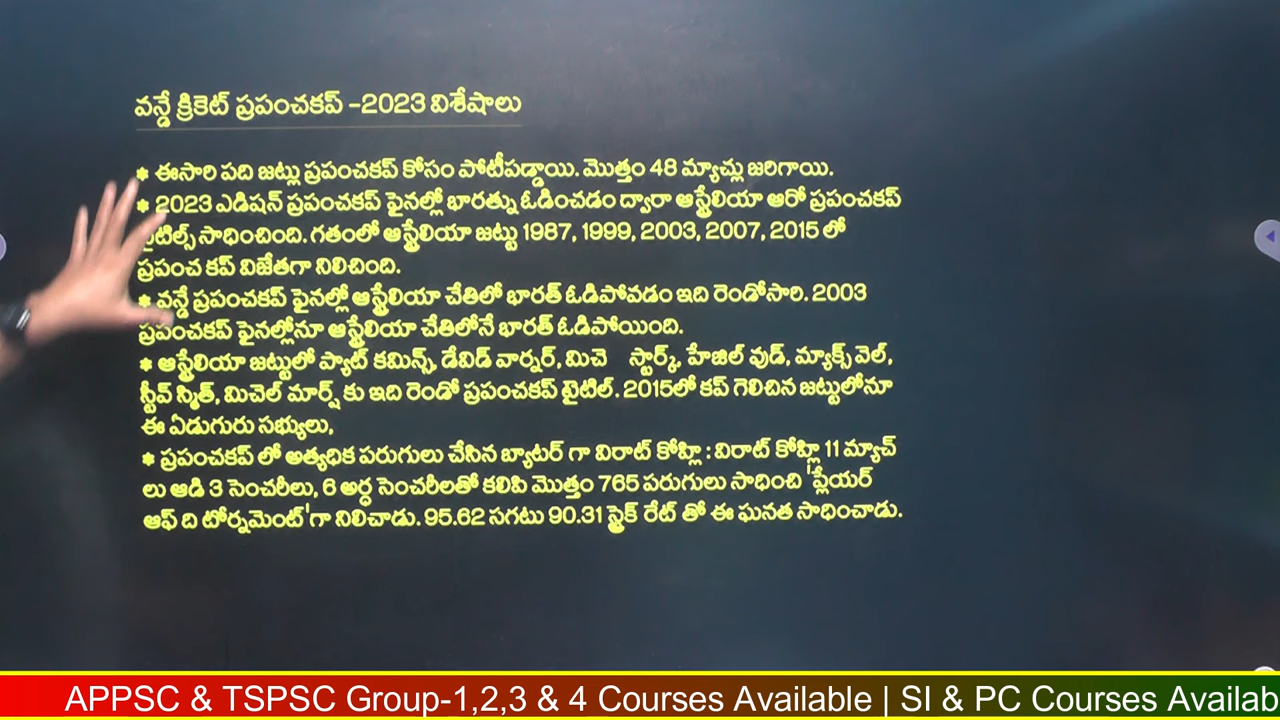 వన్డే క్రికెట్ ప్రపంచకప్ -2023 విశేషాలు
* ఈసారి పది జట్లు ప్రపంచకప్ కోసం పోటీపడ్డాయి. మొత్తం 48 మ్యాచ్లు జరిగాయి.
* 2023 ఎడిషన్ ప్రపంచకప్ ఫైనల్లో భారత్ను ఓడించడం ద్వారా ఆస్ట్రేలియా ఆరో ప్రపంచకప్
సాధించింది. గతంలో ఆస్ట్రేలియా జట్టు 1987, 1999, 2003, 2007, 2015 లో
ప్రపంచ కప్ విజేతగా నిలిచింది.
* వన్డే ప్రపంచకప్ ఫైనల్లో ఆస్ట్రేలియా చేతిలో భారత్ ఓడిపోవడం ఇది రెండోసారి. 2003
ప్రపంచకప్ ఫైనల్లోనూ ఆస్ట్రేలియా చేతిలోనే భారత్ ఓడిపోయింది.
* ఆస్ట్రేలియా జట్టులో ప్యాట్ కమిన్స్, డేవిడ్ వార్నర్, మిచె స్టార్క్, హేజిల్ వుడ్, మ్యాక్స్ వెల్,
స్టీవ్ స్మిత్, మిచెల్ మార్ష్ కు ఇది రెండో ప్రపంచకప్ టైటిల్. 2015లో కప్ గెలిచిన జట్టులోనూ
ఈ ఏడుగురు సభ్యులు,
* ప్రపంచకప్ లో అత్యధిక పరుగులు చేసిన బ్యాటర్ గా విరాట్ కోహ్లి : విరాట్ కోహ్లి 11 మ్యాచ్
లు ఆడి 3 సెంచరీలు, 6 అర్ధ సెంచరీలతో కలిపి మొత్తం 765 పరుగులు సాధించి 'ప్లేయర్
ఆఫ్ ది టోర్నమెంట్'గా నిలిచాడు. 95.62 సగటు 90.31 స్ట్రైక్ రేట్ తో ఈ ఘనత సాధించాడు.
APPSC & TSPSC Group-1,2,3 & 4 Courses Available | SI & PC Courses Availab